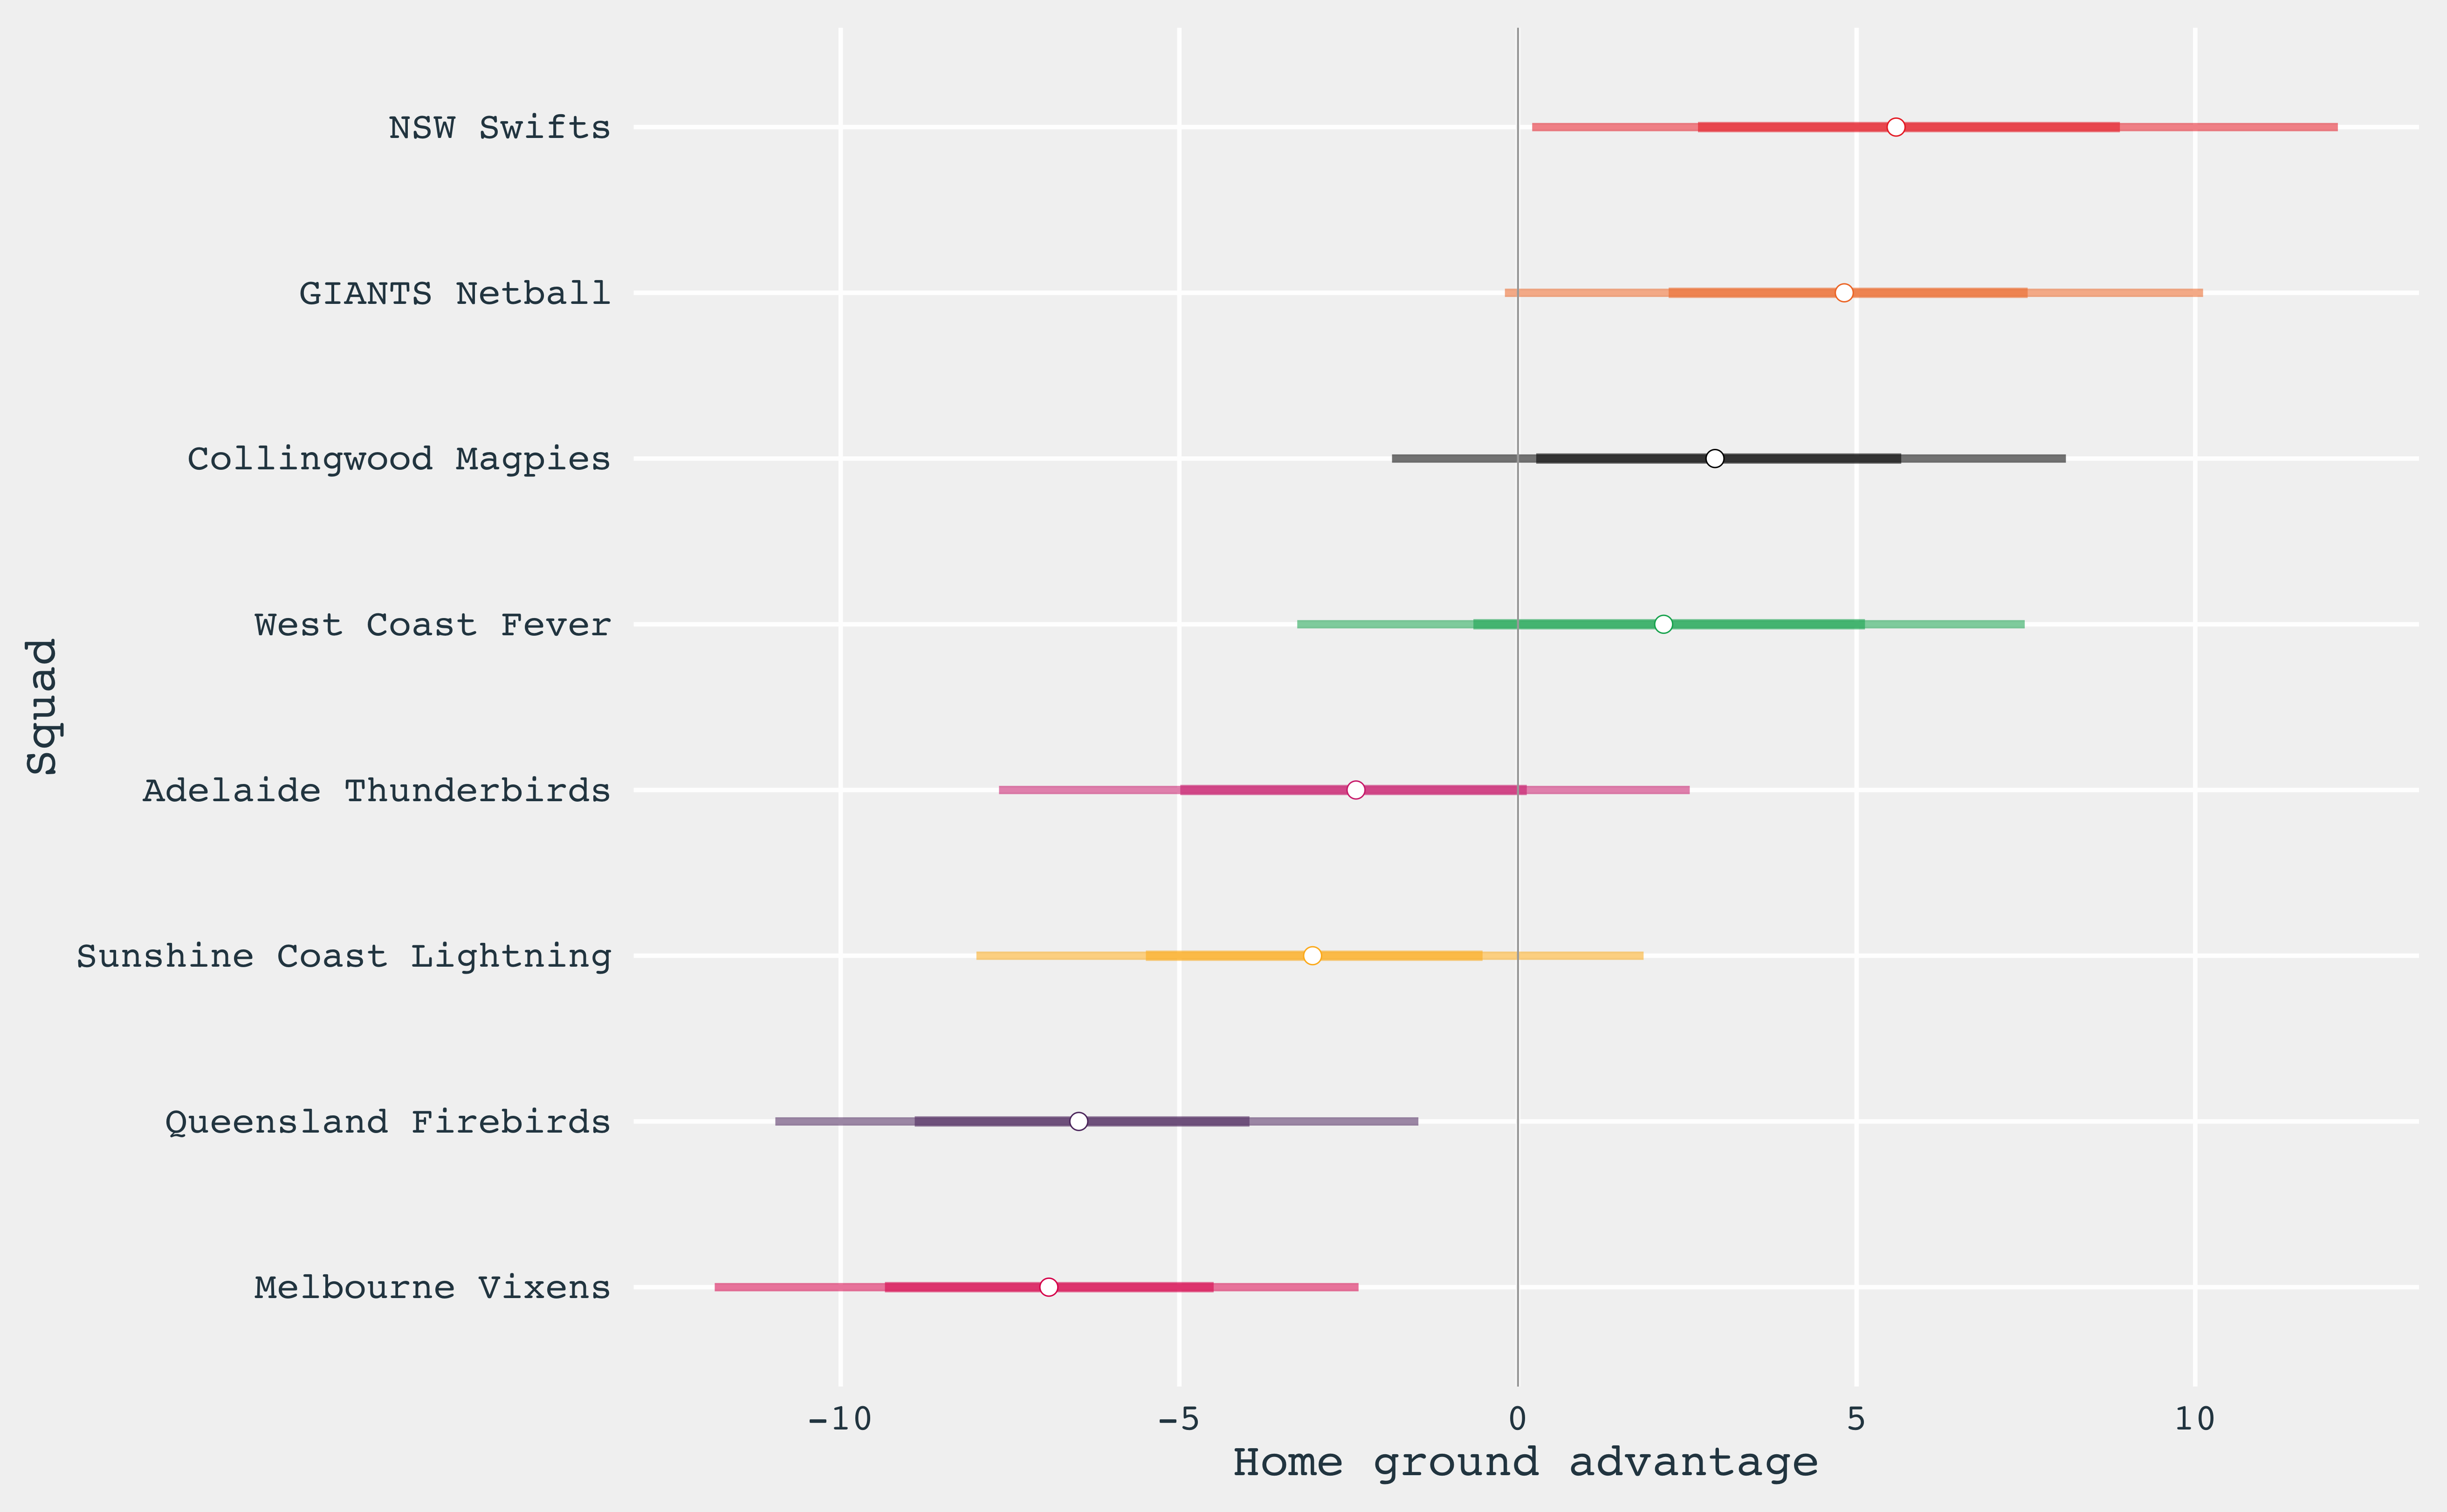 NSW Swifts
GIANTS Netball
Collingwood Magpies
West Coast Fever
Adelaide Thunderbirds
Sunshine Coast Lightning
Queensland Firebirds
Melbourne Vixens
Squad
-10 -5 0 5 10
Home ground advantage